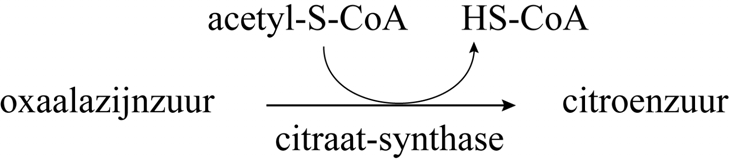 acetyl-S-CoA HS-CoA
oxaalazijnzuur citroenzuur
citraat-synthase